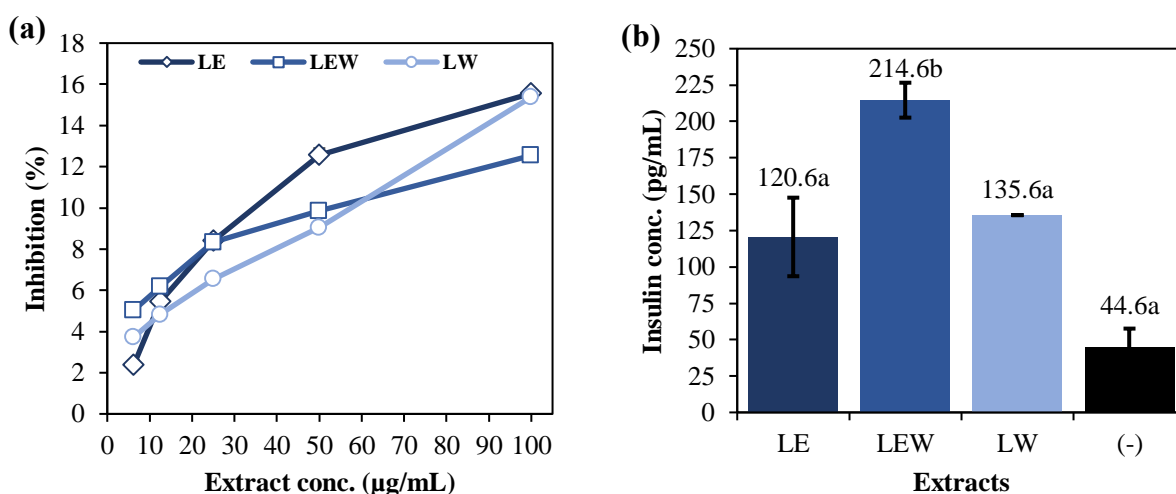 (a)
18
16
14
12
10
8
6
4
2
0
Inhibition (%)
LE LEW LW
0 10 20 30 40 50 60 70 80 90 100
Extract conc. (µg/mL)
(b)
250
225
200
175
150
125
100
75
50
25
0
Insulin conc. (pg/mL)
120.6a
214.6b
135.6a
44.6a
LE LEW LW (-)
Extracts